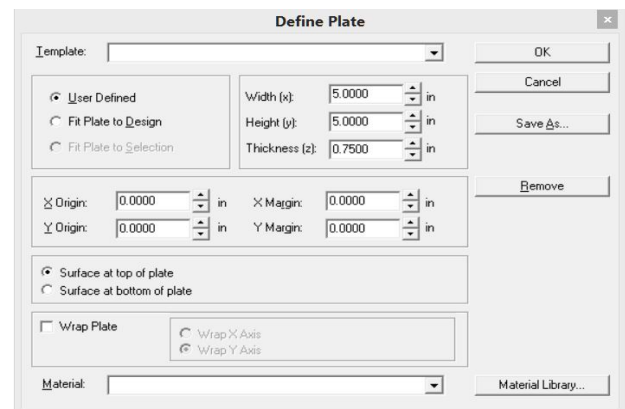 Define Plate
Template:
OK
User Defined
Fit Plate to Design
Fit Plate to Selection
Width (x): 5.0000 in
Height (y): 5.0000 in
Thickness (z): 0.7500 in
Cancel
Save As...
X Origin: 0.0000 in X Margin: 0.0000 in
Y Origin: 0.0000 in Y Margin: 0.0000 in
Remove
Surface at top of plate
Surface at bottom of plate
Wrap Plate
Wrap X Axis
Wrap Y Axis
Material:
Material Library...